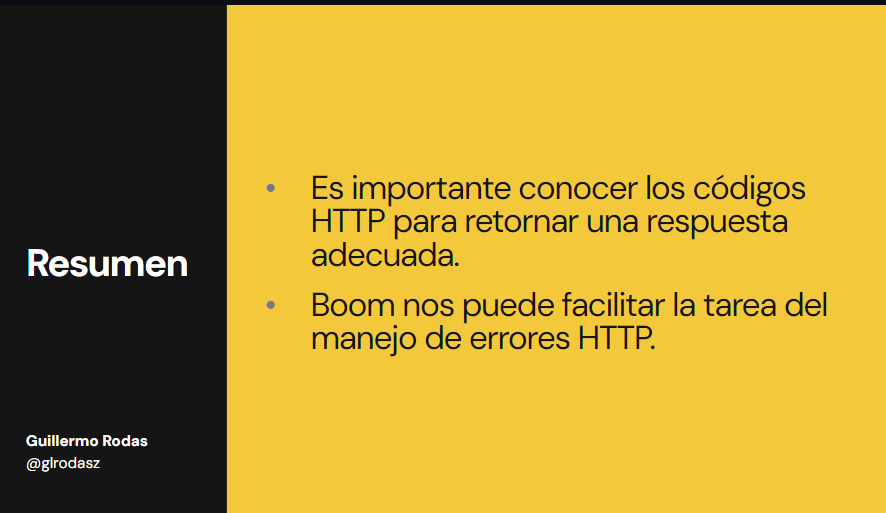 Resumen
Guillermo Rodas
@glrodasz
• Es importante conocer los códigos
HTTP para retornar una respuesta
adecuada.
• Boom nos puede facilitar la tarea del
manejo de errores HTTP.